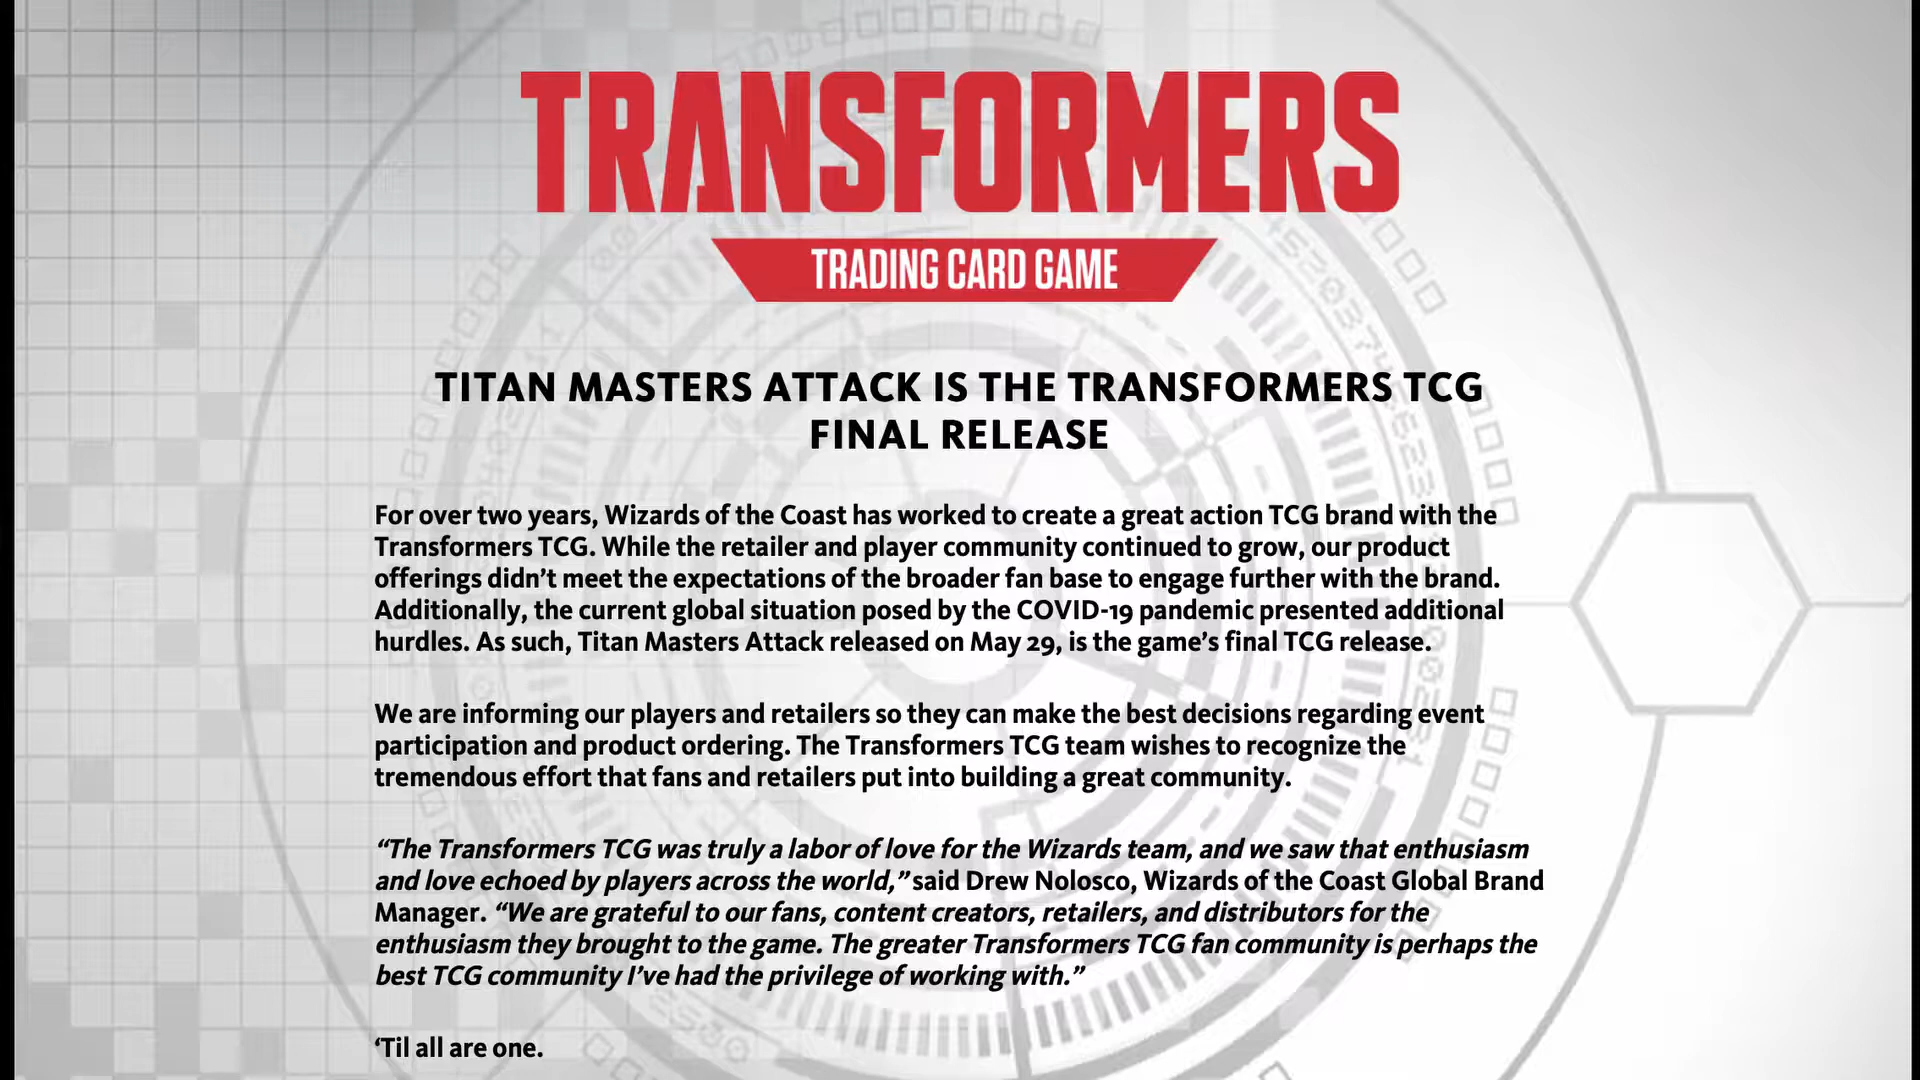 TRANSFORMERS
TRADING CARD GAME
TITAN MASTERS ATTACK IS THE TRANSFORMERS TCG
FINAL RELEASE
For over two years, Wizards of the Coast has worked to create a great action TCG brand with the
Transformers TCG. While the retailer and player community continued to grow, our product
offerings didn’t meet the expectations of the broader fan base to engage further with the brand.
Additionally, the current global situation posed by the COVID-19 pandemic presented additional
hurdles. As such, Titan Masters Attack released on May 29, is the game’s final TCG release.
We are informing our players and retailers so they can make the best decisions regarding event
participation and product ordering. The Transformers TCG team wishes to recognize the
tremendous effort that fans and retailers put into building a great community.
“The Transformers TCG was truly a labor of love for the Wizards team, and we saw that enthusiasm
and love echoed by players across the world,” said Drew Nolosco, Wizards of the Coast Global Brand
Manager. “We are grateful to our fans, content creators, retailers, and distributors for the
enthusiasm they brought to the game. The greater Transformers TCG fan community is perhaps the
best TCG community I’ve had the privilege of working with.”
‘Til all are one.